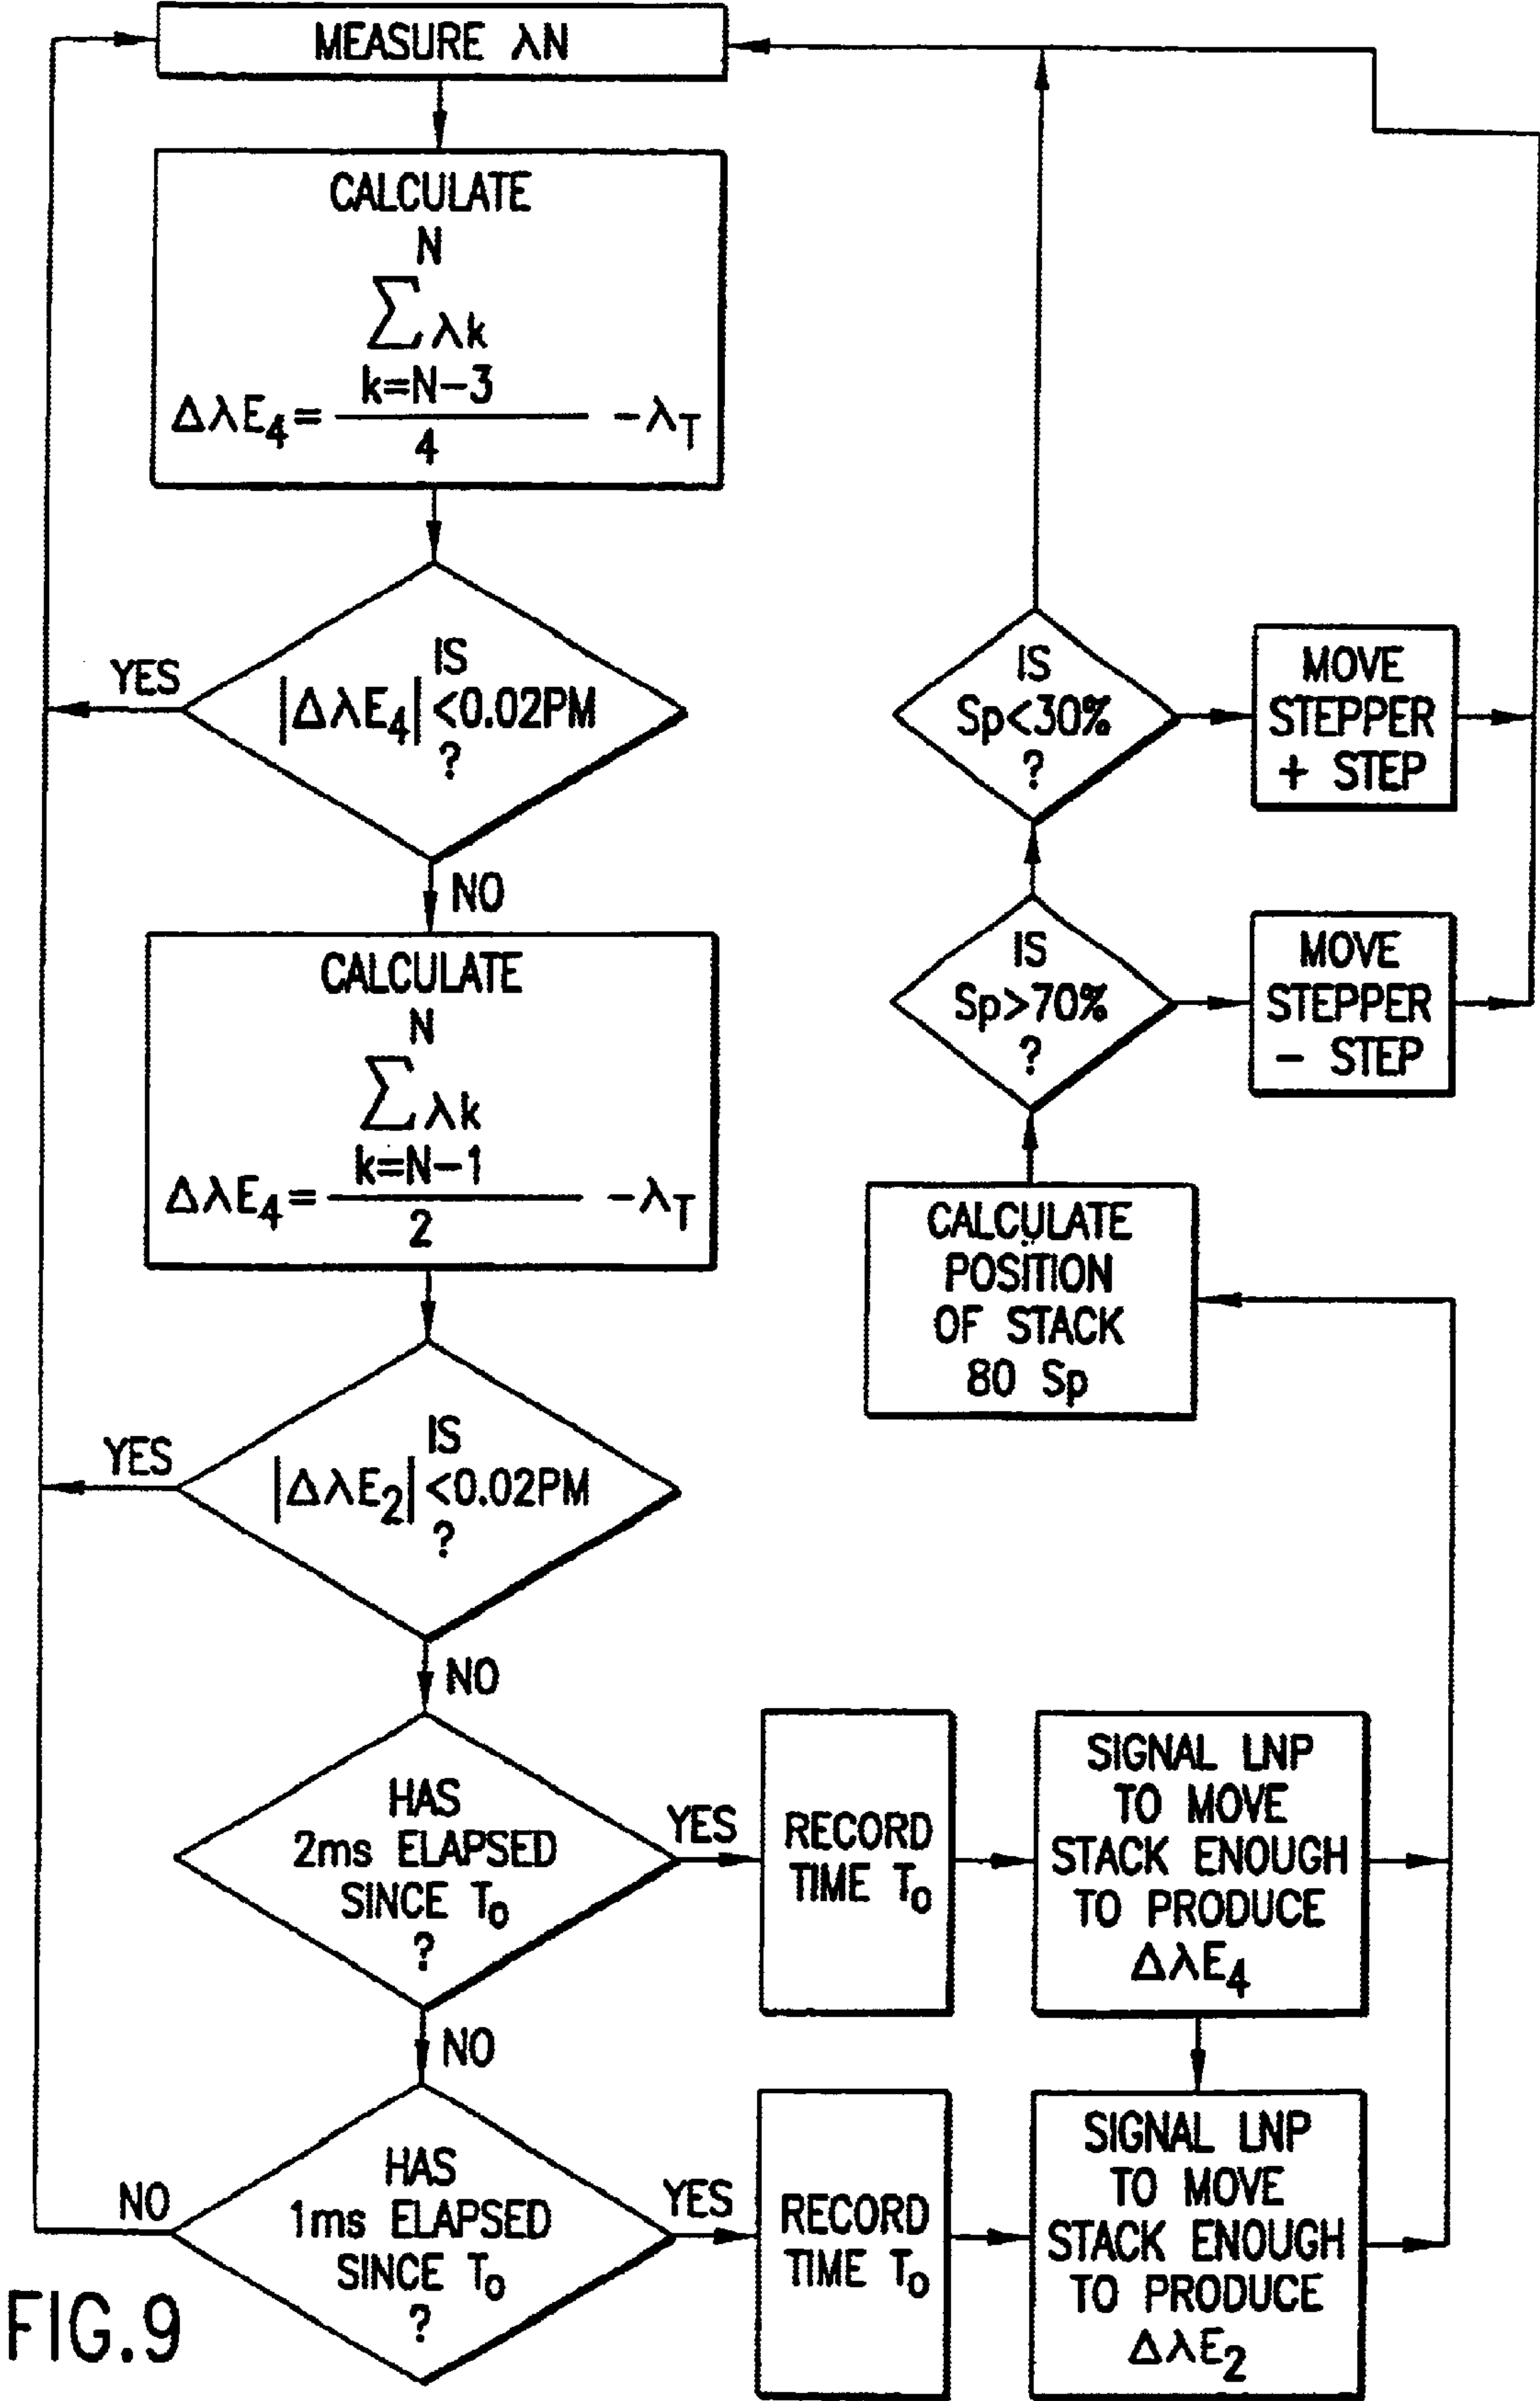 MEASURE λN
CALCULATE
N
∑ λk
k=N-3
ΔλE₄= ――― -λT
4
IS
|ΔλE₄| <0.02PM
?
YES
NO
CALCULATE
N
∑ λk
k=N-1
ΔλE₄= ――― -λT
2
IS
|ΔλE₂| <0.02PM
?
YES
NO
HAS
2ms ELAPSED
SINCE T₀
?
YES
NO
RECORD
TIME T₀
SIGNAL LNP
TO MOVE
STACK ENOUGH
TO PRODUCE
ΔλE₄
HAS
1ms ELAPSED
SINCE T₀
?
NO
YES
RECORD
TIME T₀
SIGNAL LNP
TO MOVE
STACK ENOUGH
TO PRODUCE
ΔλE₂
CALCULATE
POSITION
OF STACK
80 Sp
IS
Sp>70%
?
MOVE
STEPPER
- STEP
IS
Sp<30%
?
MOVE
STEPPER
+ STEP
FIG.9